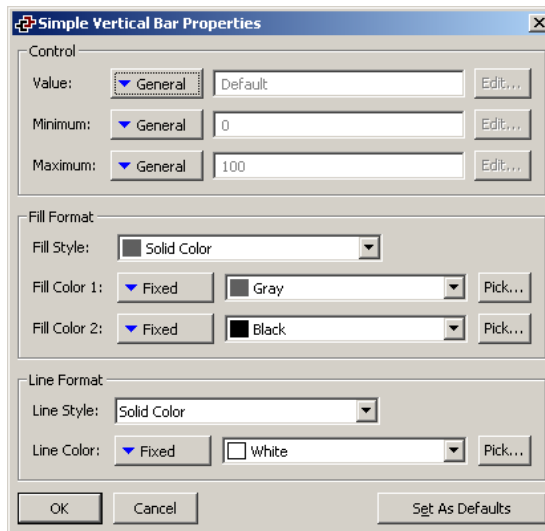 Simple Vertical Bar Properties
Control
Value: General Default Edit...
Minimum: General 0 Edit...
Maximum: General 100 Edit...
Fill Format
Fill Style: Solid Color
Fill Color 1: Fixed Gray Pick...
Fill Color 2: Fixed Black Pick...
Line Format
Line Style: Solid Color
Line Color: Fixed White Pick...
OK Cancel Set As Defaults